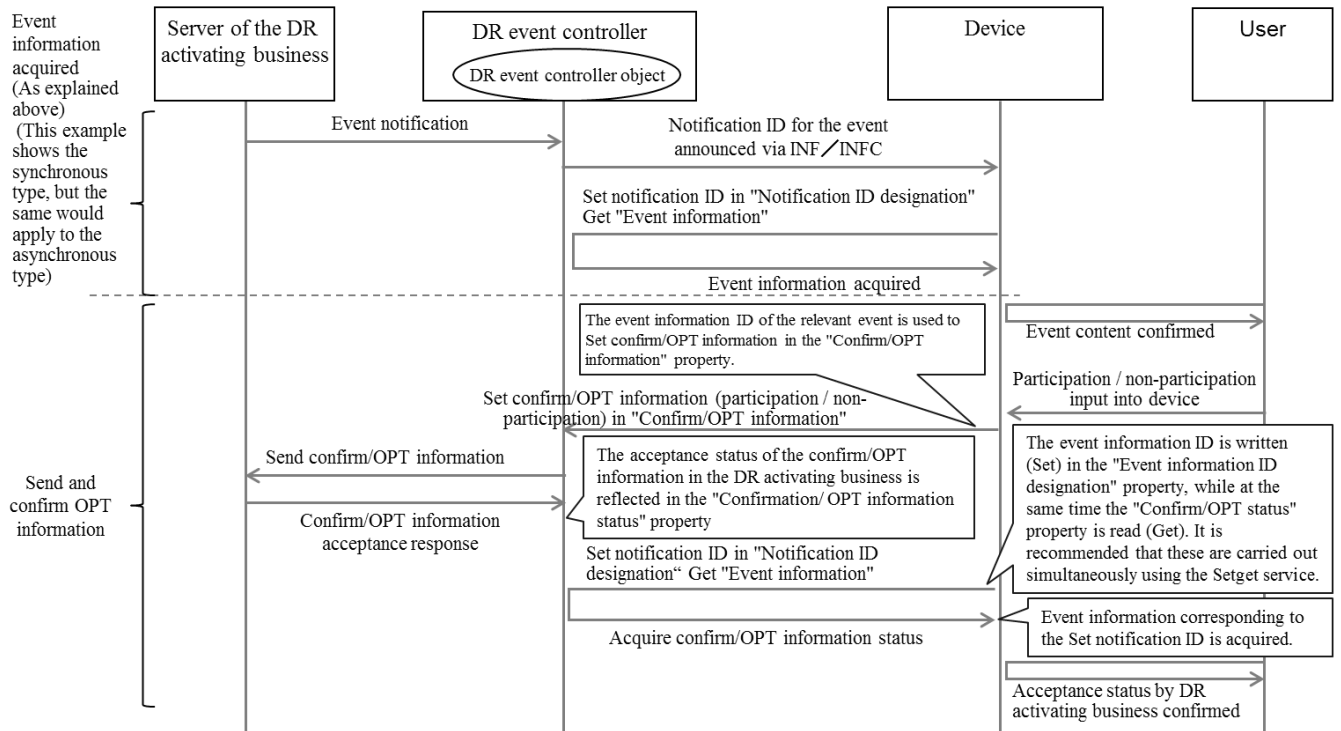 Event
information
acquired
(As explained
above)
(This example
shows the
synchronous
type, but the
same would
apply to the
asynchronous
type)
Server of the DR
activating business
DR event controller
DR event controller object
Device
User
Event notification
Notification ID for the event
announced via INF／INFC
Set notification ID in "Notification ID designation"
Get "Event information"
Event information acquired
The event information ID of the relevant event is used to
Set confirm/OPT information in the "Confirm/OPT
information" property.
Event content confirmed
Participation / non-participation
input into device
Set confirm/OPT information (participation / non-
participation) in "Confirm/OPT information"
Send and
confirm OPT
information
Send confirm/OPT information
Confirm/OPT information
acceptance response
The acceptance status of the confirm/OPT
information in the DR activating business is
reflected in the "Confirmation/ OPT information
status" property
The event information ID is written
(Set) in the "Event information ID
designation" property, while at the
same time the "Confirm/OPT status"
property is read (Get). It is
recommended that these are carried out
simultaneously using the Setget service.
Set notification ID in "Notification ID
designation“ Get "Event information"
Acquire confirm/OPT information status
Event information corresponding to
the Set notification ID is acquired.
Acceptance status by DR
activating business confirmed